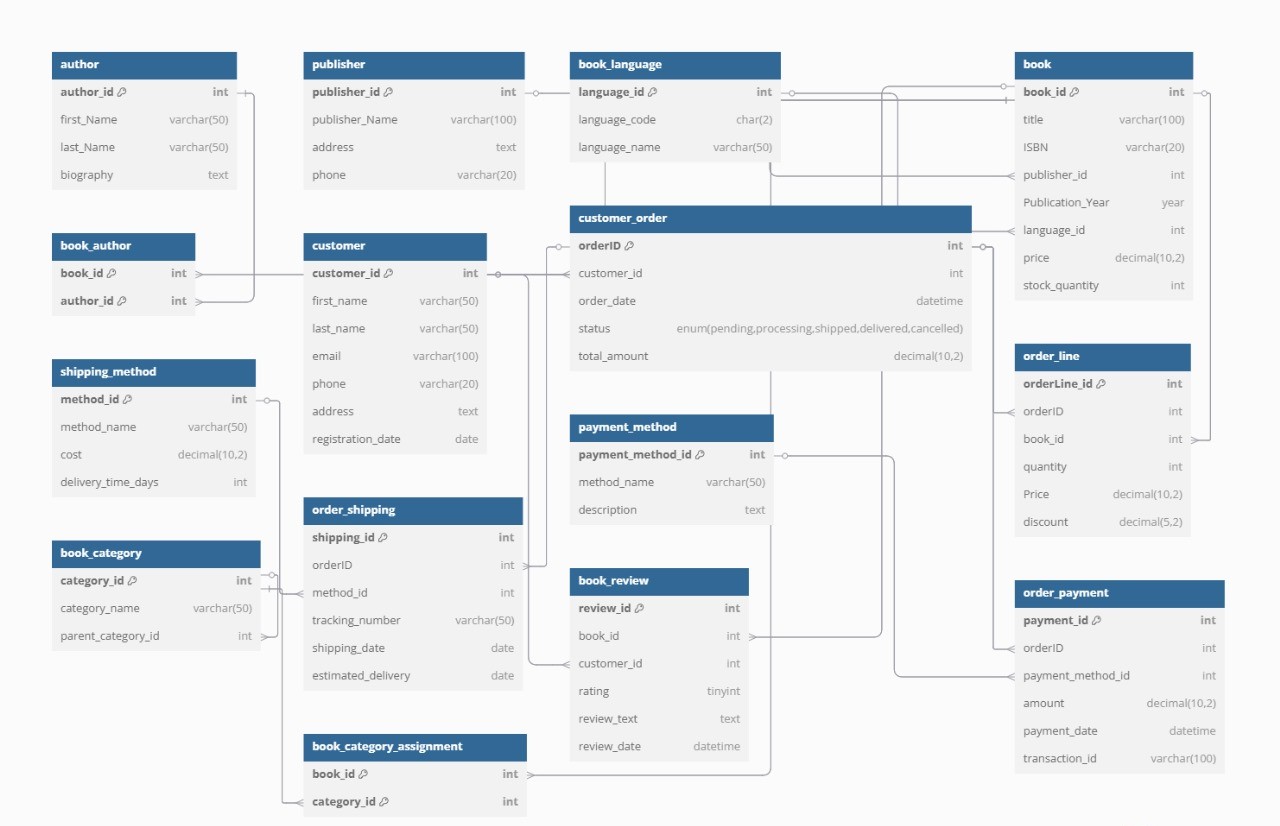 author
author_id int
first_Name varchar(50)
last_Name varchar(50)
biography text
publisher
publisher_id int
publisher_Name varchar(100)
address text
phone varchar(20)
book_language
language_id int
language_code char(2)
language_name varchar(50)
book
book_id int
title varchar(100)
ISBN varchar(20)
publisher_id int
Publication_Year year
language_id int
price decimal(10,2)
stock_quantity int
book_author
book_id int
author_id int
customer
customer_id int
first_name varchar(50)
last_name varchar(50)
email varchar(100)
phone varchar(20)
address text
registration_date date
customer_order
orderID int
customer_id int
order_date datetime
status enum(pending,processing,shipped,delivered,cancelled)
total_amount decimal(10,2)
order_line
orderLine_id int
orderID int
book_id int
quantity int
Price decimal(10,2)
discount decimal(5,2)
shipping_method
method_id int
method_name varchar(50)
cost decimal(10,2)
delivery_time_days int
payment_method
payment_method_id int
method_name varchar(50)
description text
order_shipping
shipping_id int
orderID int
method_id int
tracking_number varchar(50)
shipping_date date
estimated_delivery date
book_category
category_id int
category_name varchar(50)
parent_category_id int
book_review
review_id int
book_id int
customer_id int
rating tinyint
review_text text
review_date datetime
order_payment
payment_id int
orderID int
payment_method_id int
amount decimal(10,2)
payment_date datetime
transaction_id varchar(100)
book_category_assignment
book_id int
category_id int